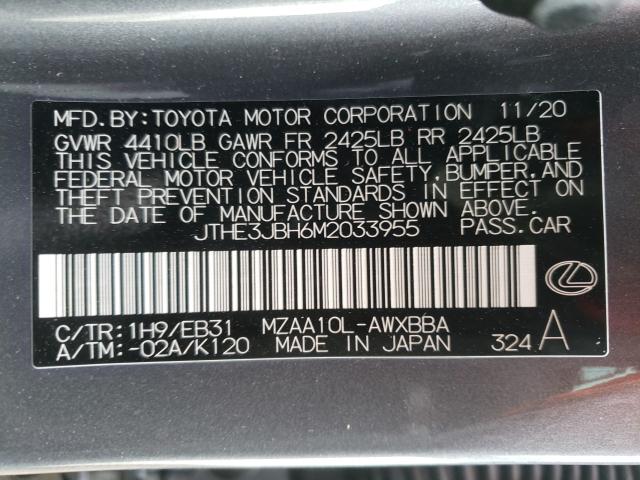 MFD.BY:TOYOTA MOTOR CORPORATION 11/20
GVWR 4410LB GAWR FR 2425LB RR 2425LB
THIS VEHICLE CONFORMS TO ALL APPLICABLE
FEDERAL MOTOR VEHICLE SAFETY,BUMPER,AND
THEFT PREVENTION STANDARDS IN EFFECT ON
THE DATE OF MANUFACTURE SHOWN ABOVE.
JTHE3JBH6M2033955 PASS.CAR
C/TR:1H9/EB31 MZAA10L-AWXBBA
A/TM:-02A/K120 MADE IN JAPAN 324 A